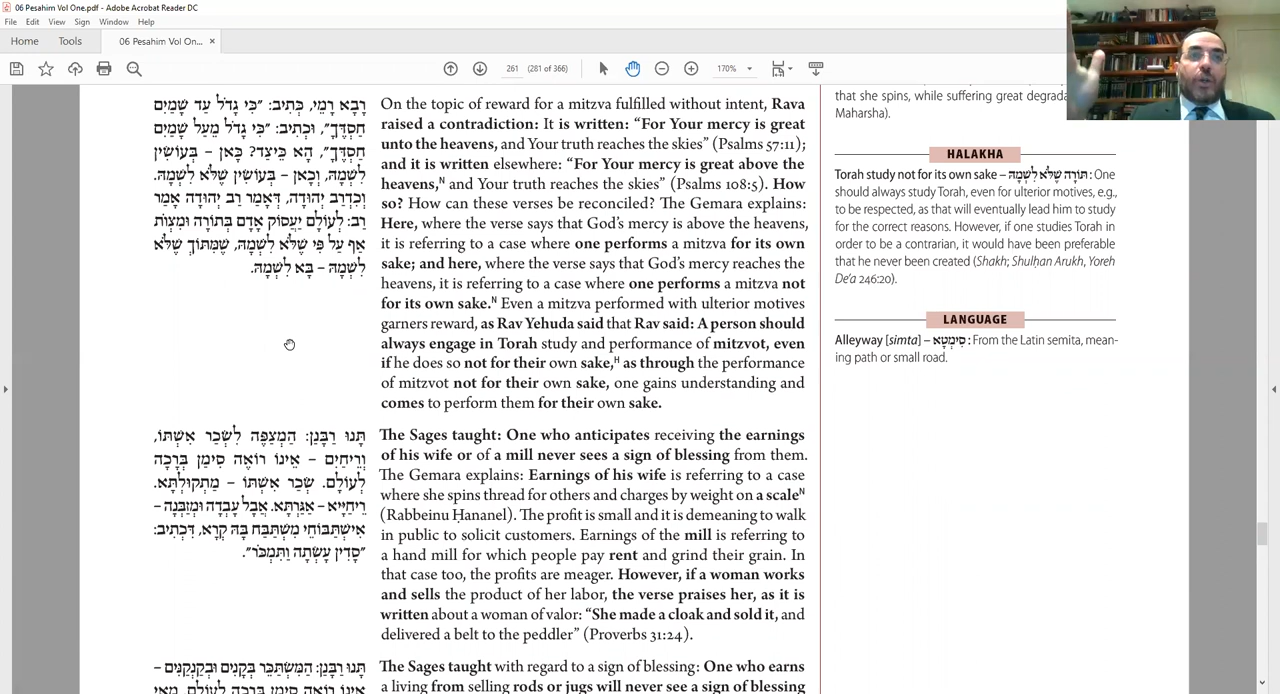 06 Pesahim Vol One.pdf - Adobe Acrobat Reader DC
File Edit View Sign Window Help
Home Tools 06 Pesahim Vol On... ×
261 (281 of 366) 170%
רָבָא רָמֵי, כְּתִיב: ״כִּי גָדֹל עַד שָׁמַיִם
חַסְדֶּךָ״, וּכְתִיב: ״כִּי גָדֹל מֵעַל שָׁמַיִם
חַסְדֶּךָ״, הָא כֵּיצַד? כָּאן – בְּעוֹשִׂין
לִשְׁמָהּ, וְכָאן – בְּעוֹשִׂין שֶׁלֹּא לִשְׁמָהּ.
וְכִדְרַב יְהוּדָה, דְּאָמַר רַב יְהוּדָה אָמַר
רַב: לְעוֹלָם יַעֲסוֹק אָדָם בְּתוֹרָה וּמִצְוֹת
אַף עַל פִּי שֶׁלֹּא לִשְׁמָהּ, שֶׁמִּתּוֹךְ שֶׁלֹּא
לִשְׁמָהּ – בָּא לִשְׁמָהּ.
תָּנוּ רַבָּנַן: הַמְצַפֶּה לִשְׂכַר אִשְׁתּוֹ,
וְרֵיחַיִם – אֵינוֹ רוֹאֶה סִימַן בְּרָכָה
לְעוֹלָם. שְׂכַר אִשְׁתּוֹ – מַתְקוּלְתָּא.
רֵיחַיָּיא – אַגַּרְתָּא. אֲבָל עָבְדָה וּמְזַבְּנָה –
אִישְׁתַּבּוֹחֵי מִשְׁתַּבַּח בָּהּ קְרָא, דִּכְתִיב:
״סָדִין עָשְׂתָה וַתִּמְכֹּר״.
תָּנוּ רַבָּנַן: הַמִּשְׂתַּכֵּר בְּקָנִים וּבְקַנְקַנִּים –
אֵינוֹ רוֹאֶה סִימַן בְּרָכָה לְעוֹלָם. מַאי
On the topic of reward for a mitzva fulfilled without intent, Rava
raised a contradiction: It is written: “For Your mercy is great
unto the heavens, and Your truth reaches the skies” (Psalms 57:11);
and it is written elsewhere: “For Your mercy is great above the
heavens,N and Your truth reaches the skies” (Psalms 108:5). How
so? How can these verses be reconciled? The Gemara explains:
Here, where the verse says that God’s mercy is above the heavens,
it is referring to a case where one performs a mitzva for its own
sake; and here, where the verse says that God’s mercy reaches the
heavens, it is referring to a case where one performs a mitzva not
for its own sake.N Even a mitzva performed with ulterior motives
garners reward, as Rav Yehuda said that Rav said: A person should
always engage in Torah study and performance of mitzvot, even
if he does so not for their own sake,H as through the performance
of mitzvot not for their own sake, one gains understanding and
comes to perform them for their own sake.
The Sages taught: One who anticipates receiving the earnings
of his wife or of a mill never sees a sign of blessing from them.
The Gemara explains: Earnings of his wife is referring to a case
where she spins thread for others and charges by weight on a scaleN
(Rabbeinu Ḥananel). The profit is small and it is demeaning to walk
in public to solicit customers. Earnings of the mill is referring to
a hand mill for which people pay rent and grind their grain. In
that case too, the profits are meager. However, if a woman works
and sells the product of her labor, the verse praises her, as it is
written about a woman of valor: “She made a cloak and sold it, and
delivered a belt to the peddler” (Proverbs 31:24).
The Sages taught with regard to a sign of blessing: One who earns
a living from selling rods or jugs will never see a sign of blessing
that she spins, while suffering great
Maharsha).
HALAKHA
Torah study not for its own sake – תּוֹרָה שֶׁלֹּא לִשְׁמָהּ: One
should always study Torah, even for ulterior motives, e.g.,
to be respected, as that will eventually lead him to study
for the correct reasons. However, if one studies Torah in
order to be a contrarian, it would have been preferable
that he never been created (Shakh; Shulḥan Arukh, Yoreh
De’a 246:20).
LANGUAGE
Alleyway [simta] – סִימְטָא: From the Latin semita, mean-
ing path or small road.